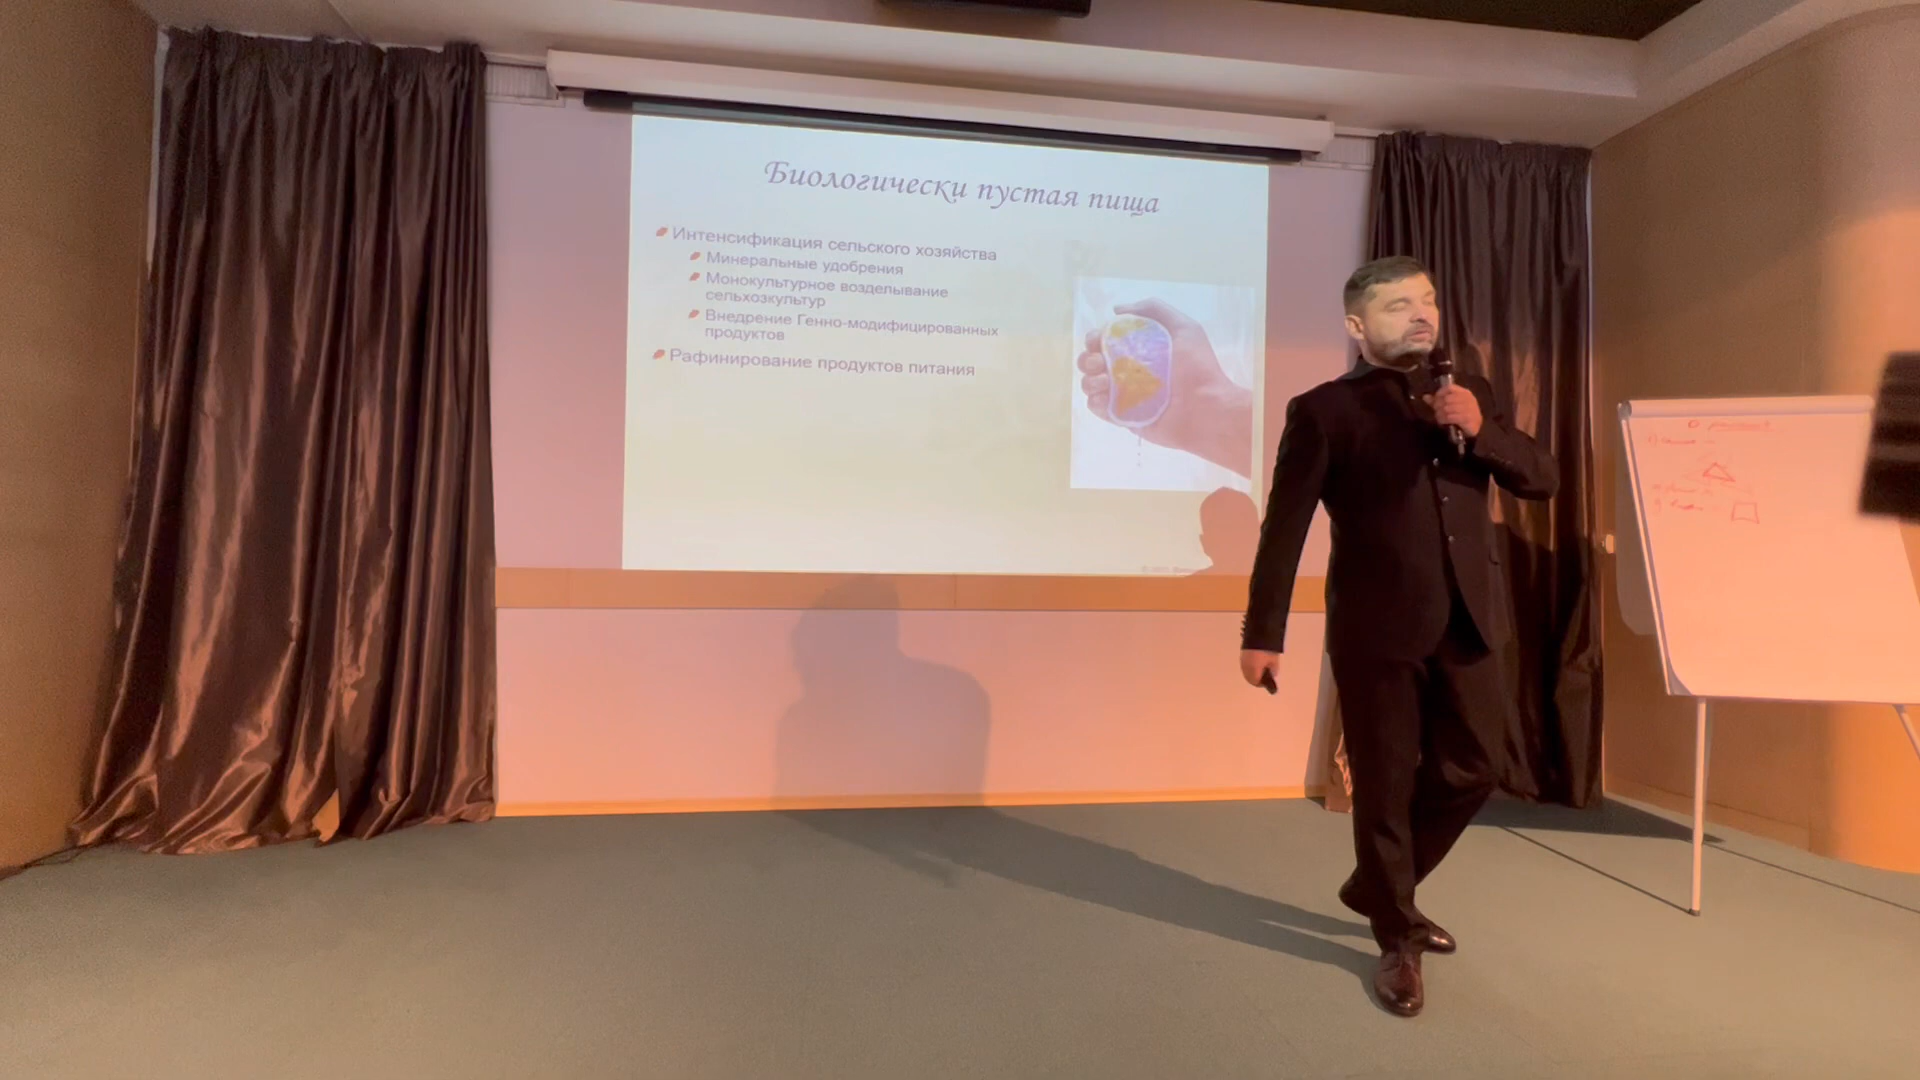 Биологически пустая пища
Интенсификация сельского хозяйства
Минеральные удобрения
Монокультурное возделывание
сельхозкультур
Внедрение Генно-модифицированных
продуктов
Рафинирование продуктов питания